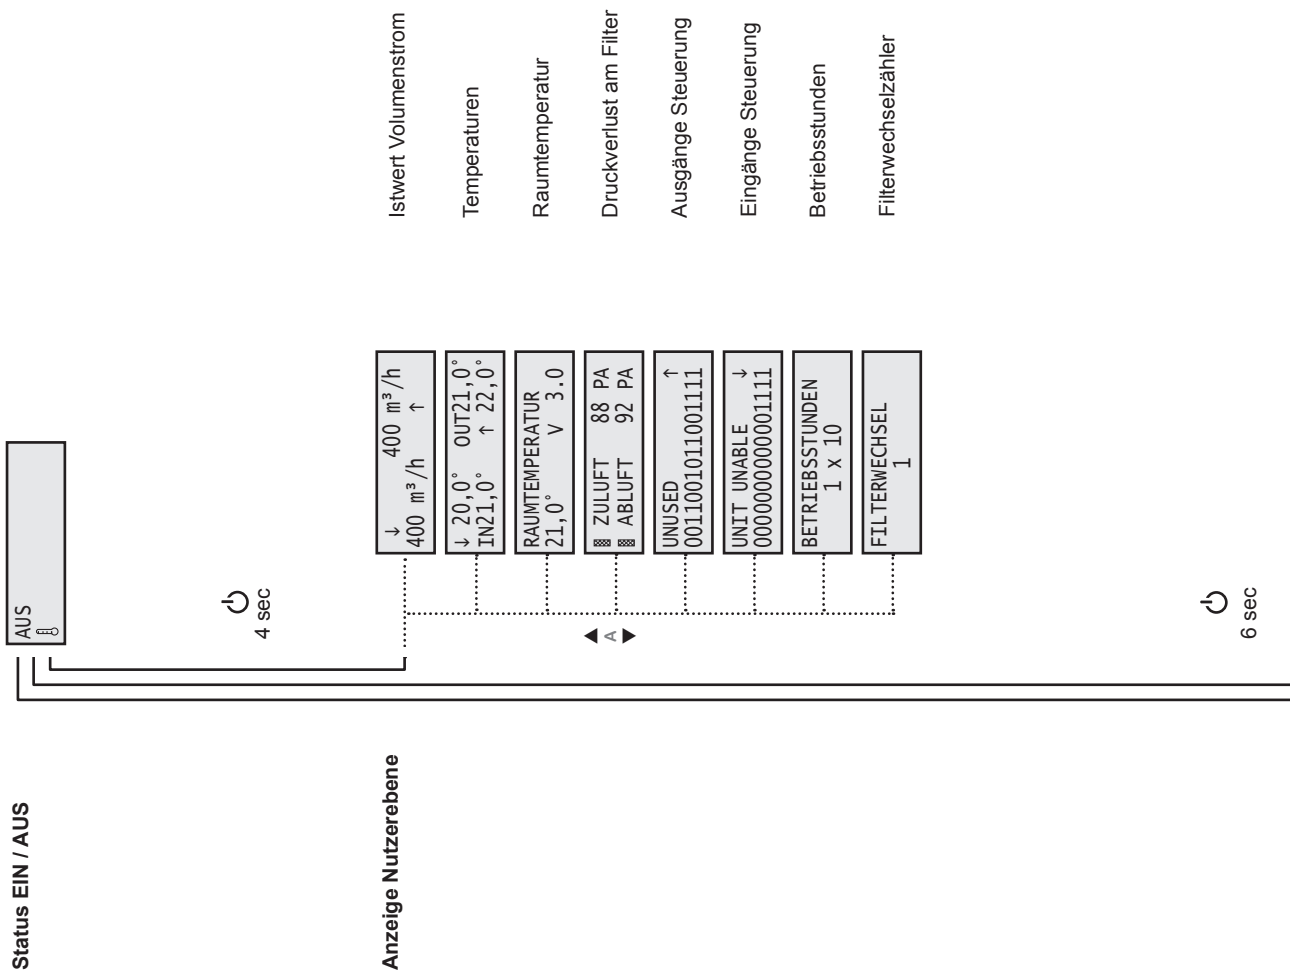 Status EIN / AUS
AUS
4 sec
Anzeige Nutzerebene
↓ 400 m³/h
400 m³/h ↑
Istwert Volumenstrom
↓ 20,0° OUT21,0°
IN21,0° ↑ 22,0°
Temperaturen
RAUMTEMPERATUR
21,0° V 3.0
Raumtemperatur
A
ZULUFT 88 PA
ABLUFT 92 PA
Druckverlust am Filter
UNUSED ↑
0011001011001111
Ausgänge Steuerung
UNIT UNABLE ↓
0000000000001111
Eingänge Steuerung
BETRIEBSSTUNDEN
1 x 10
Betriebsstunden
FILTERWECHSEL
1
Filterwechselzähler
6 sec